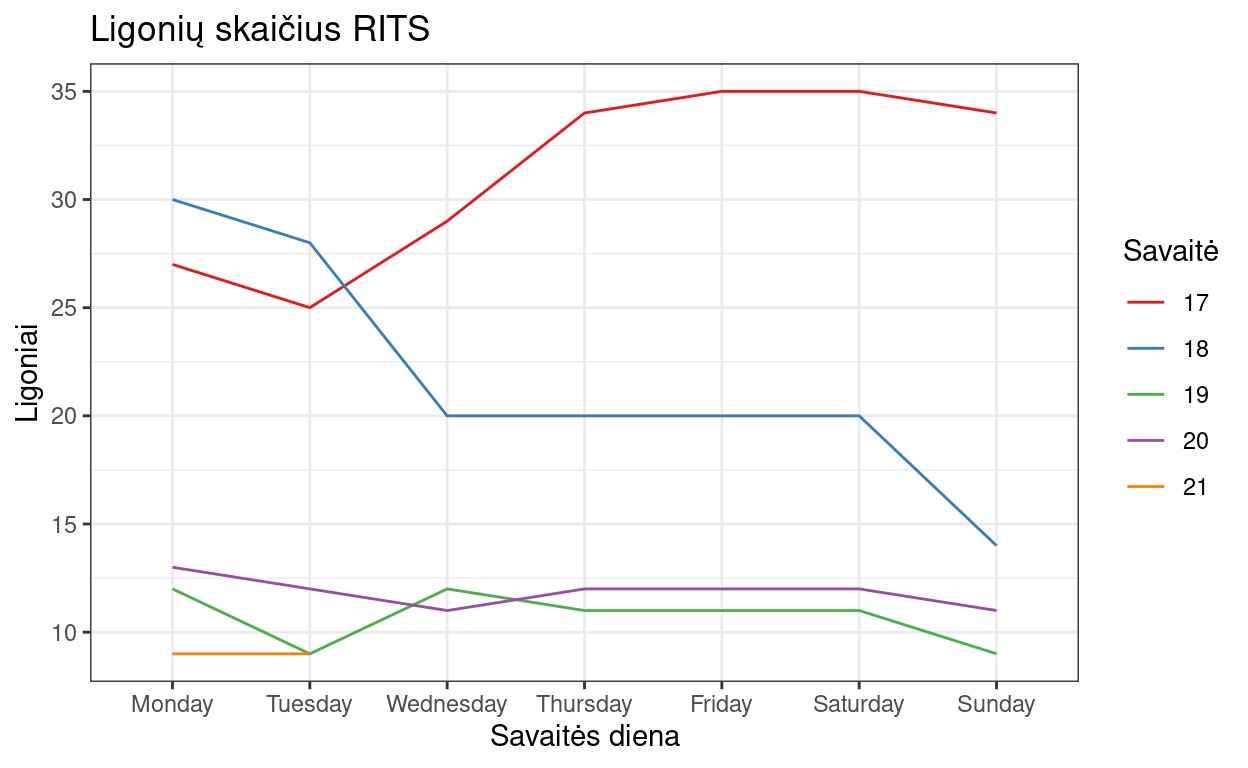 Ligonių skaičius RITS
Ligoniai
35
30
25
20
15
10
Monday Tuesday Wednesday Thursday Friday Saturday Sunday
Savaitės diena
Savaitė
17
18
19
20
21